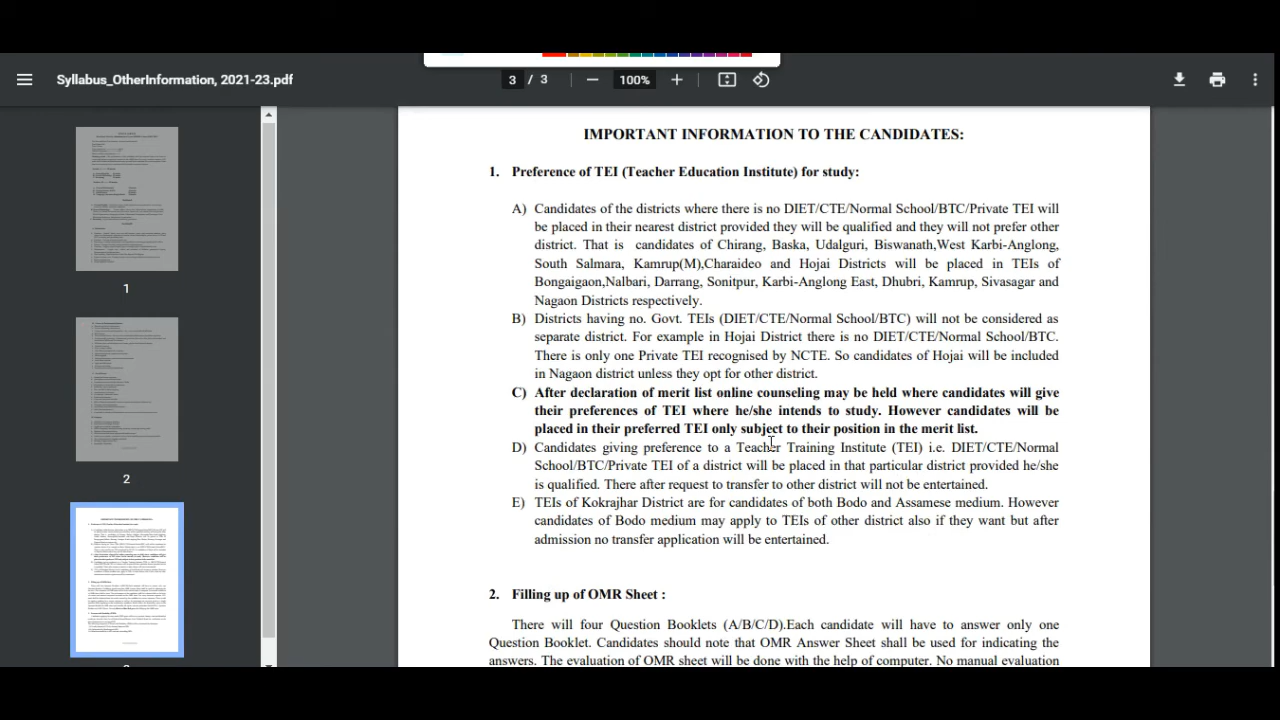 Syllabus_OtherInformation, 2021-23.pdf
3 / 3
100%
1
2
IMPORTANT INFORMATION TO THE CANDIDATES:
1. Preference of TEI (Teacher Education Institute) for study:
A) Candidates of the districts where there is no DIET/CTE/Normal School/BTC/Private TEI will
be placed in their nearest district provided they will be qualified and they will not prefer other
district. That is candidates of Chirang, Baska, Udalguri, Biswanath,West Karbi-Anglong,
South Salmara, Kamrup(M),Charaideo and Hojai Districts will be placed in TEIs of
Bongaigaon,Nalbari, Darrang, Sonitpur, Karbi-Anglong East, Dhubri, Kamrup, Sivasagar and
Nagaon Districts respectively.
B) Districts having no. Govt. TEIs (DIET/CTE/Normal School/BTC) will not be considered as
separate district. For example in Hojai District there is no DIET/CTE/Normal School/BTC.
There is only one Private TEI recognised by NCTE. So candidates of Hojai will be included
in Nagaon district unless they opt for other district.
C) After declaration of merit list online counseling may be held where candidates will give
their preferences of TEI where he/she intends to study. However candidates will be
placed in their preferred TEI only subject to their position in the merit list.
D) Candidates giving preference to a Teacher Training Institute (TEI) i.e. DIET/CTE/Normal
School/BTC/Private TEI of a district will be placed in that particular district provided he/she
is qualified. There after request to transfer to other district will not be entertained.
E) TEIs of Kokrajhar District are for candidates of both Bodo and Assamese medium. However
candidates of Bodo medium may apply to TEIs of other district also if they want but after
admission no transfer application will be entertained.
2. Filling up of OMR Sheet :
There will four Question Booklets (A/B/C/D).Each candidate will have to answer only one
Question Booklet. Candidates should note that OMR Answer Sheet shall be used for indicating the
answers. The evaluation of OMR sheet will be done with the help of computer. No manual evaluation